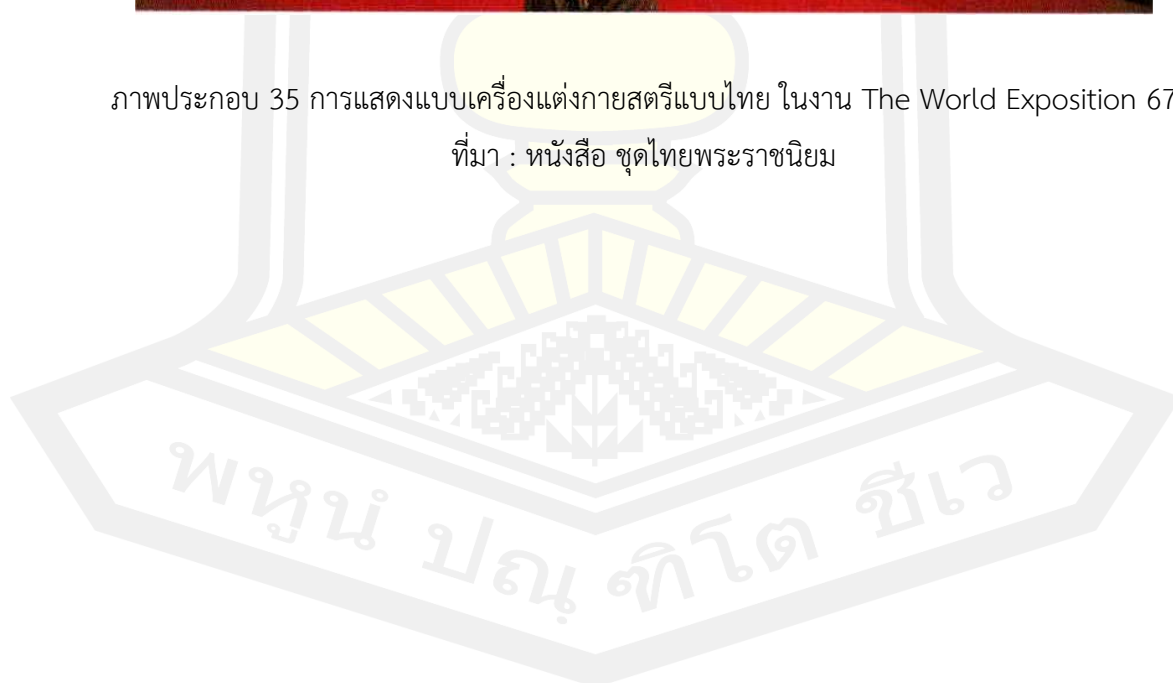 ภาพประกอบ 35 การแสดงแบบเครื่องแต่งกายสตรีแบบไทย ในงาน The World Exposition 67
ที่มา : หนังสือ ชุดไทยพระราชนิยม
พหูนํ ปณฺฑิโต ชีเว